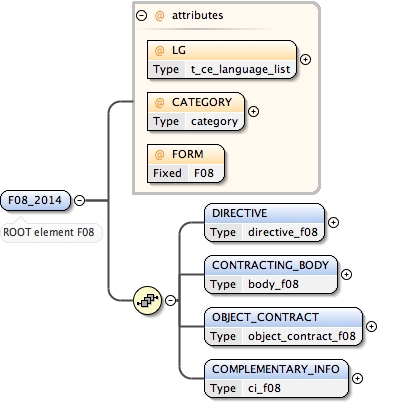 @ attributes
@ LG
Type t_ce_language_list
@ CATEGORY
Type category
@ FORM
Fixed F08
F08_2014
ROOT element F08
DIRECTIVE
Type directive_f08
CONTRACTING_BODY
Type body_f08
OBJECT_CONTRACT
Type object_contract_f08
COMPLEMENTARY_INFO
Type ci_f08